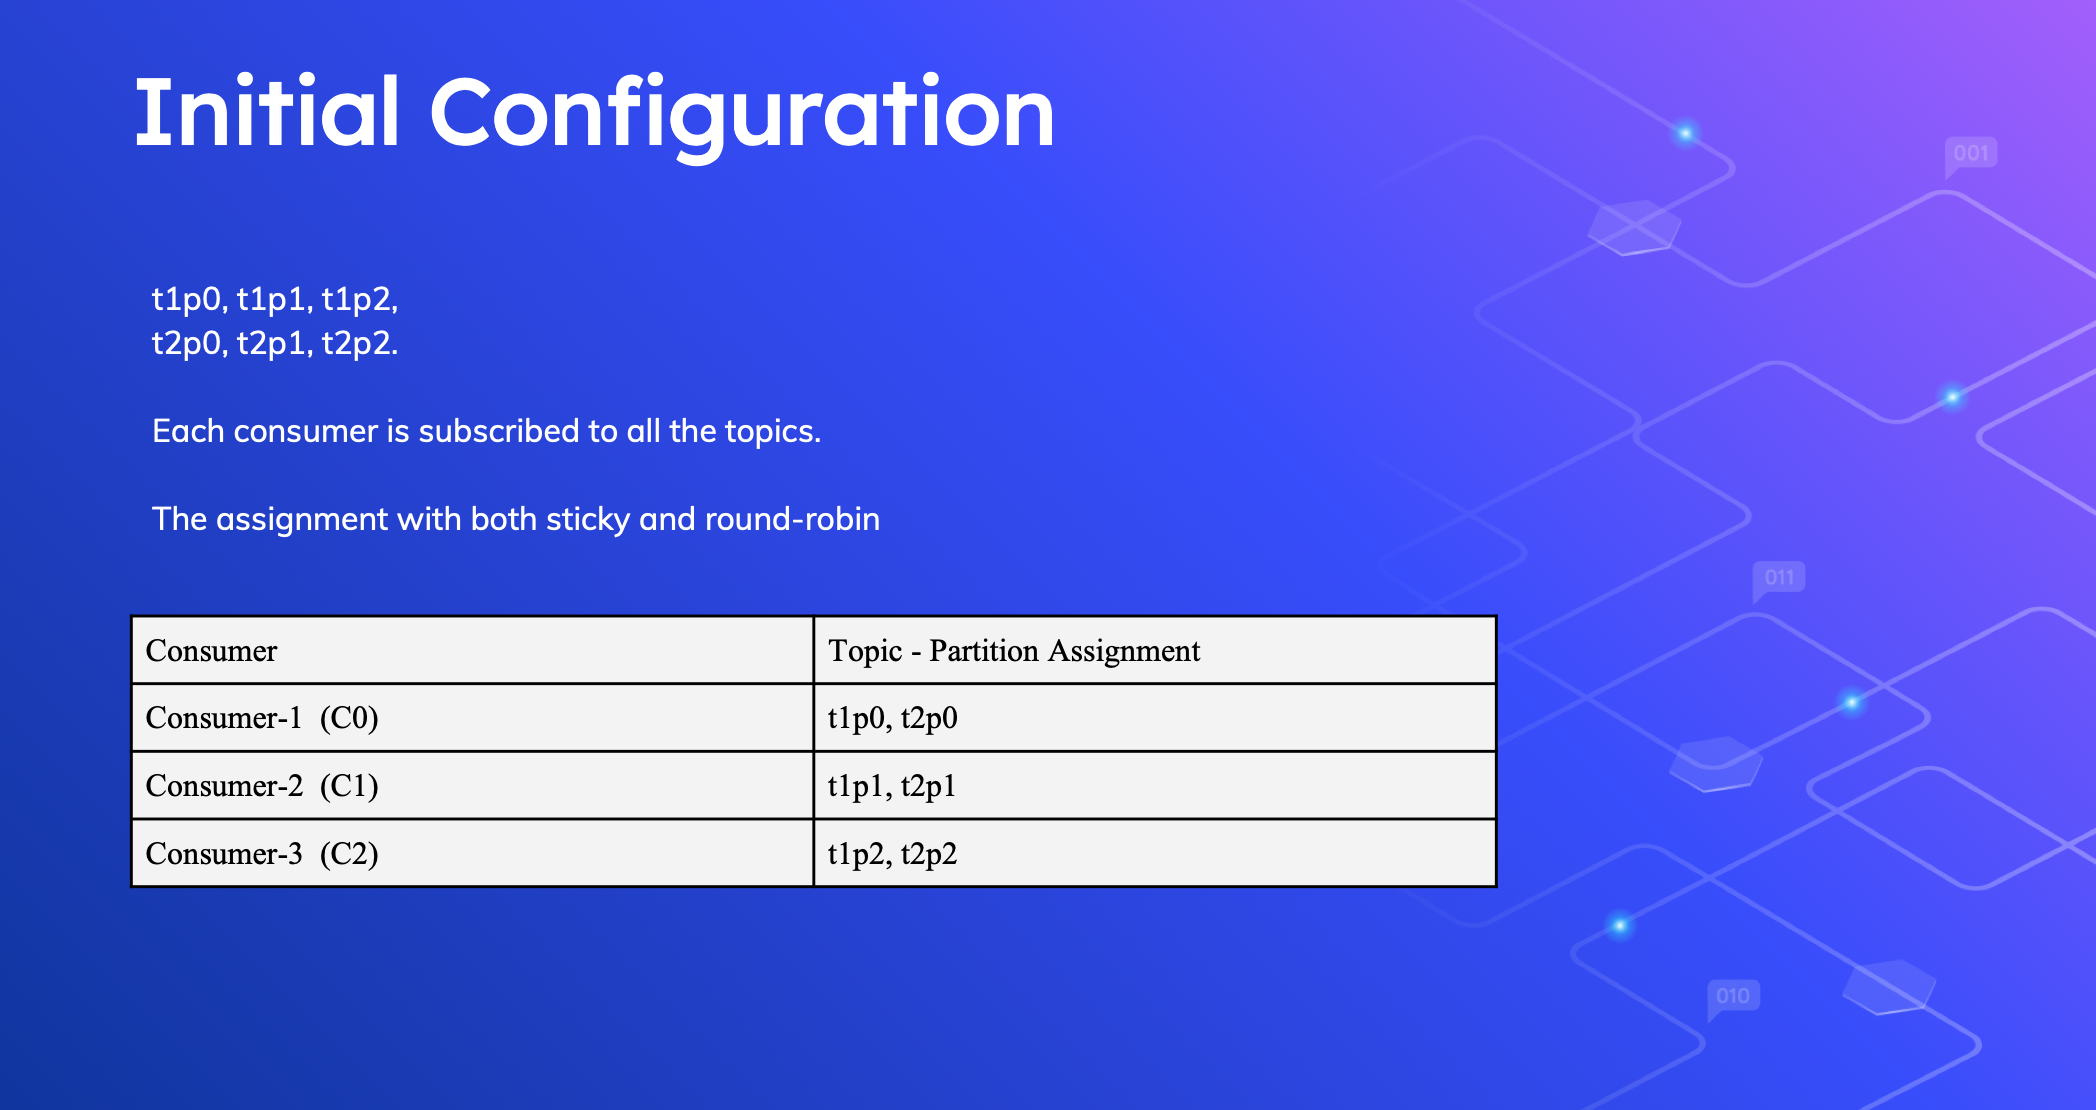 Initial Configuration
001
t1p0, t1p1, t1p2,
t2p0, t2p1, t2p2.
Each consumer is subscribed to all the topics.
The assignment with both sticky and round-robin
011
Consumer Topic - Partition Assignment
Consumer-1 (C0) t1p0, t2p0
Consumer-2 (C1) t1p1, t2p1
Consumer-3 (C2) t1p2, t2p2
010